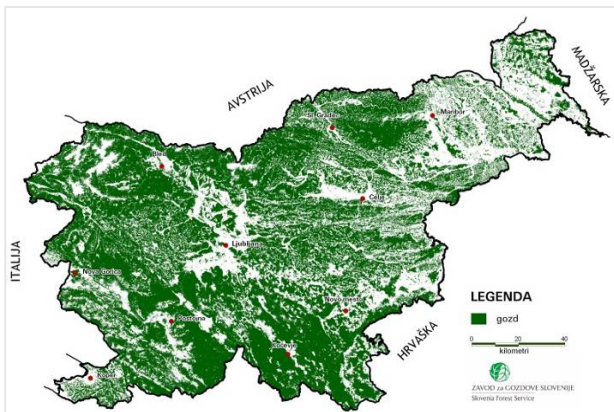 AVSTRIJA
MADŽARSKA
ITALIJA
HRVAŠKA
Sl. Gradec
Maribor
Celje
Ljubljana
Nova Gorica
Postojna
Novo mesto
Kočevje
Koper
LEGENDA
gozd
10 0 20 40
kilometri
ZAVOD za GOZDOVE SLOVENIJE
Slovenia Forest Service